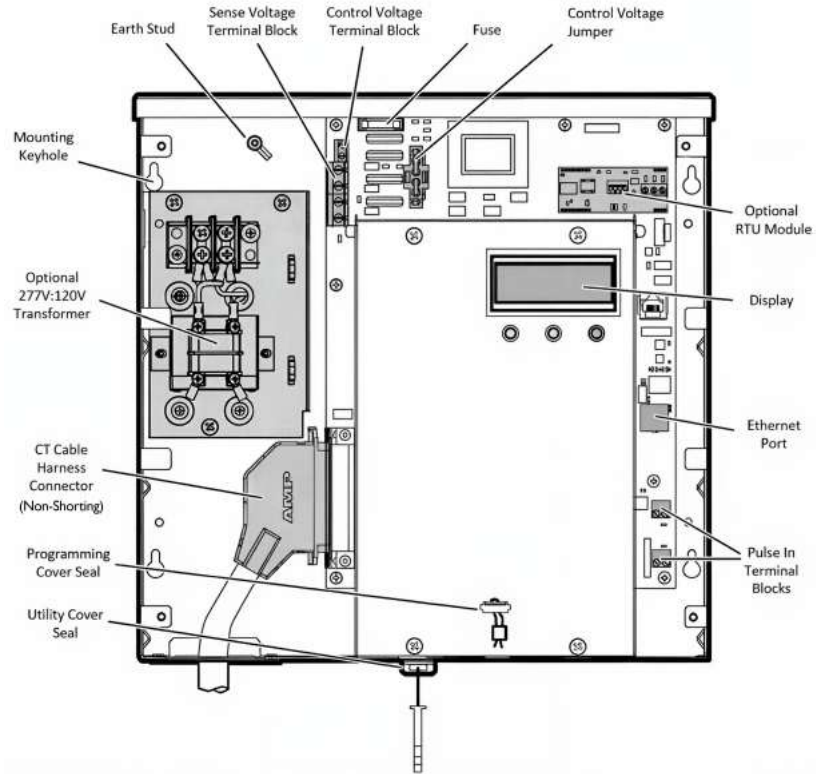 Earth Stud
Sense Voltage
Terminal Block
Control Voltage
Terminal Block
Fuse
Control Voltage
Jumper
Mounting
Keyhole
Optional
RTU Module
Optional
277V:120V
Transformer
Display
CT Cable
Harness
Connector
(Non-Shorting)
AMP
Ethernet
Port
Programming
Cover Seal
Pulse In
Terminal
Blocks
Utility Cover
Seal